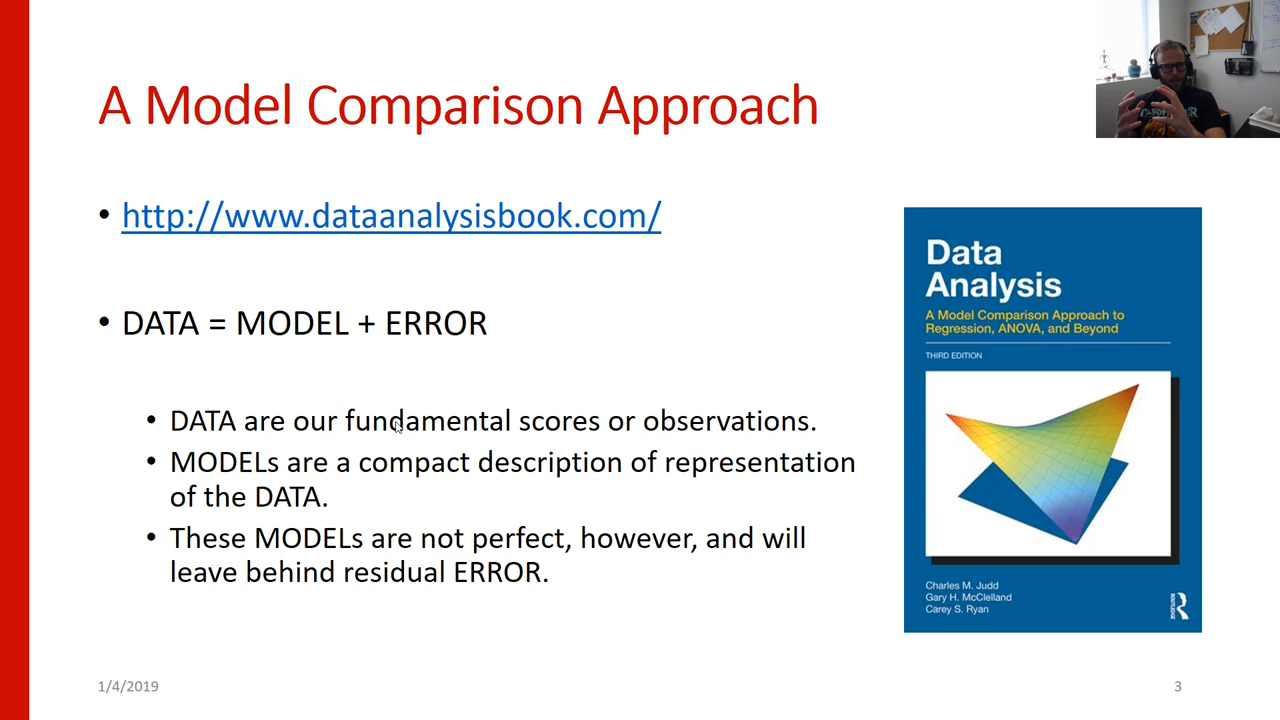 A Model Comparison Approach
• http://www.dataanalysisbook.com/
• DATA = MODEL + ERROR
• DATA are our fundamental scores or observations.
• MODELs are a compact description of representation
of the DATA.
• These MODELs are not perfect, however, and will
leave behind residual ERROR.
Data
Analysis
A Model Comparison Approach to
Regression, ANOVA, and Beyond
THIRD EDITION
Charles M. Judd
Gary H. McClelland
Carey S. Ryan
ROUTLEDGE
1/4/2019
3